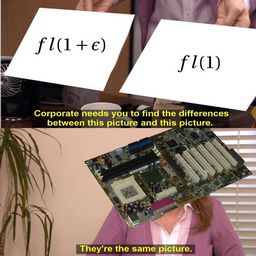 fl(1 + ϵ)
fl(1)
Corporate needs you to find the differences
between this picture and this picture.
They're the same picture.